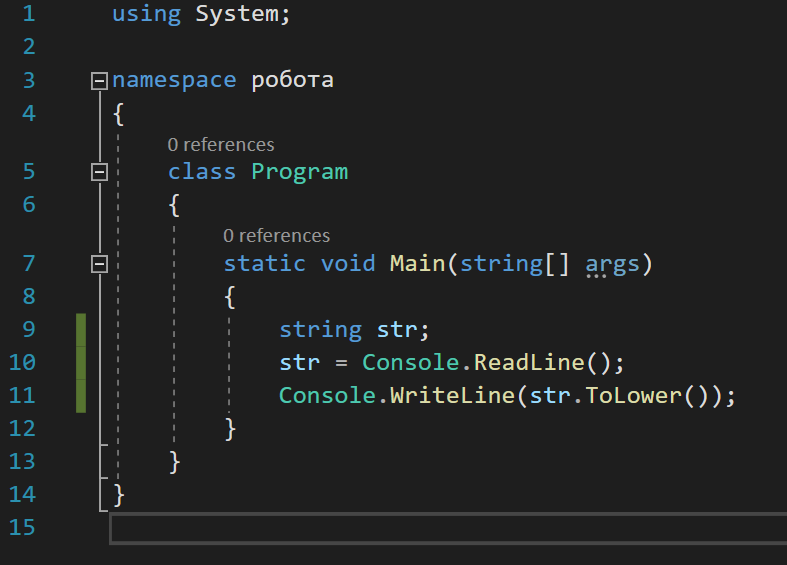 1 using System;
2
3 namespace робота
4 {
0 references
5 class Program
6 {
0 references
7 static void Main(string[] args)
8 {
9 string str;
10 str = Console.ReadLine();
11 Console.WriteLine(str.ToLower());
12 }
13 }
14 }
15